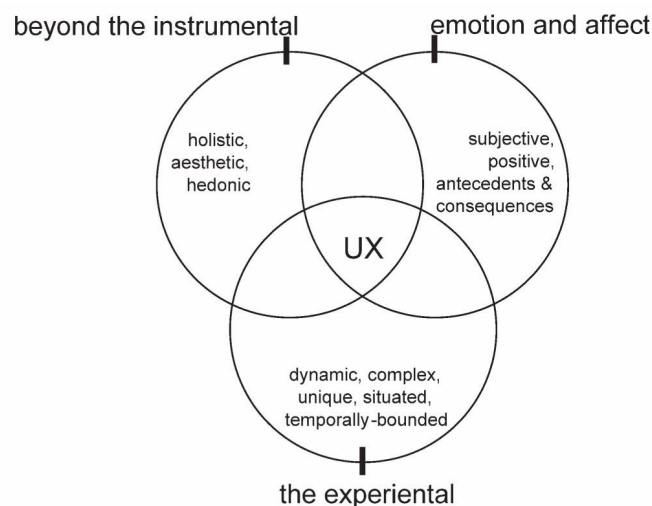 beyond the instrumental
emotion and affect
holistic,
aesthetic,
hedonic
subjective,
positive,
antecedents &
consequences
UX
dynamic, complex,
unique, situated,
temporally-bounded
the experiental